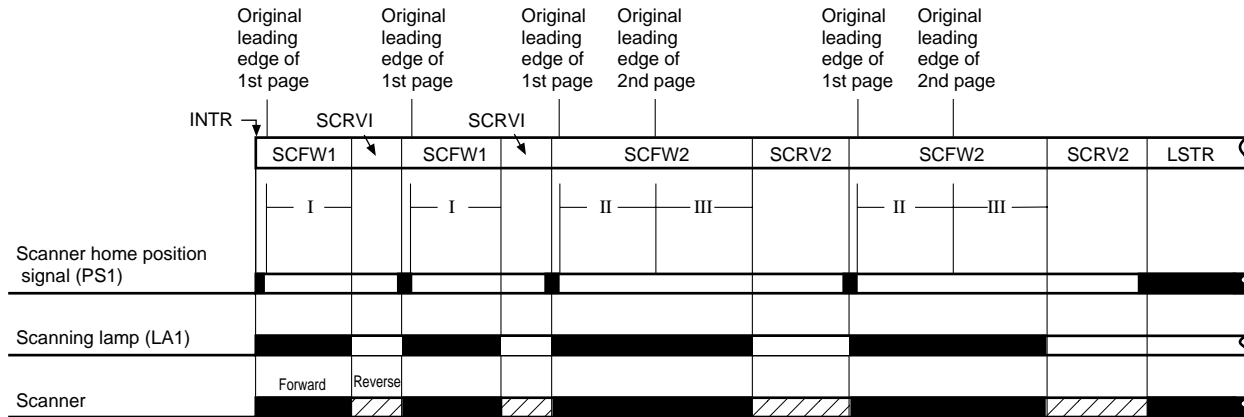 Original leading edge of 1st page
Original leading edge of 1st page
Original leading edge of 1st page
Original leading edge of 2nd page
Original leading edge of 1st page
Original leading edge of 2nd page
INTR
SCRVI
SCRVI
SCFW1 SCFW1 SCFW2 SCRV2 SCFW2 SCRV2 LSTR
I I II III II III
Scanner home position
signal (PS1)
Scanning lamp (LA1)
Forward Reverse
Scanner